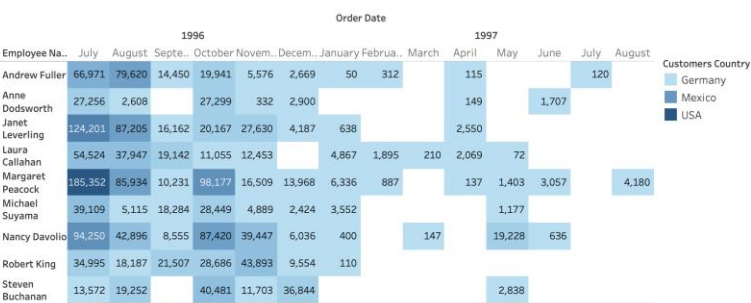 Order Date
1996 1997
Employee Na.. July August Septe.. October Novem.. Decem.. January Februa.. March April May June July August
Andrew Fuller 66,971 79,620 14,450 19,941 5,576 2,669 50 312 115 120
Anne
Dodsworth 27,256 2,608 27,299 332 2,900 149 1,707
Janet
Leverling 124,201 87,205 16,162 20,167 27,630 4,187 638 2,550
Laura
Callahan 54,524 37,947 19,142 11,055 12,453 4,867 1,895 210 2,069 72
Margaret
Peacock 185,352 85,934 10,231 98,177 16,509 13,968 6,336 887 137 1,403 3,057 4,180
Michael
Suyama 39,109 5,115 18,284 28,449 4,889 2,424 3,552 1,177
Nancy Davolio 94,250 42,896 8,555 87,420 39,447 6,036 400 147 19,228 636
Robert King 34,995 18,187 21,507 28,686 43,893 9,554 110
Steven
Buchanan 13,572 19,252 40,481 11,703 36,844 2,838
Customers Country
Germany
Mexico
USA